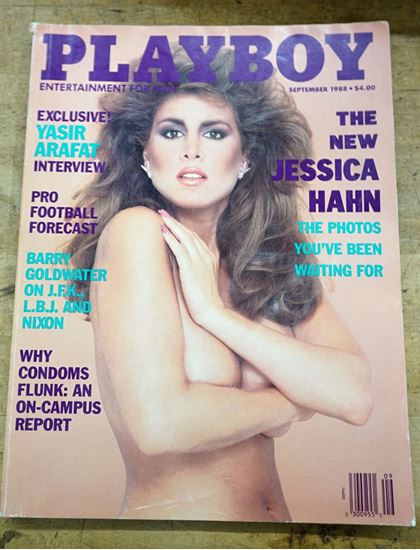 PLAYBOY
ENTERTAINMENT FOR MEN
SEPTEMBER 1988 • $4.00
EXCLUSIVE!
YASIR
ARAFAT
INTERVIEW
PRO
FOOTBALL
FORECAST
BARRY
GOLDWATER
ON J.F.K.,
L.B.J. AND
NIXON
WHY
CONDOMS
FLUNK: AN
ON-CAMPUS
REPORT
THE
NEW
JESSICA
HAHN
THE PHOTOS
YOU'VE BEEN
WAITING FOR
09